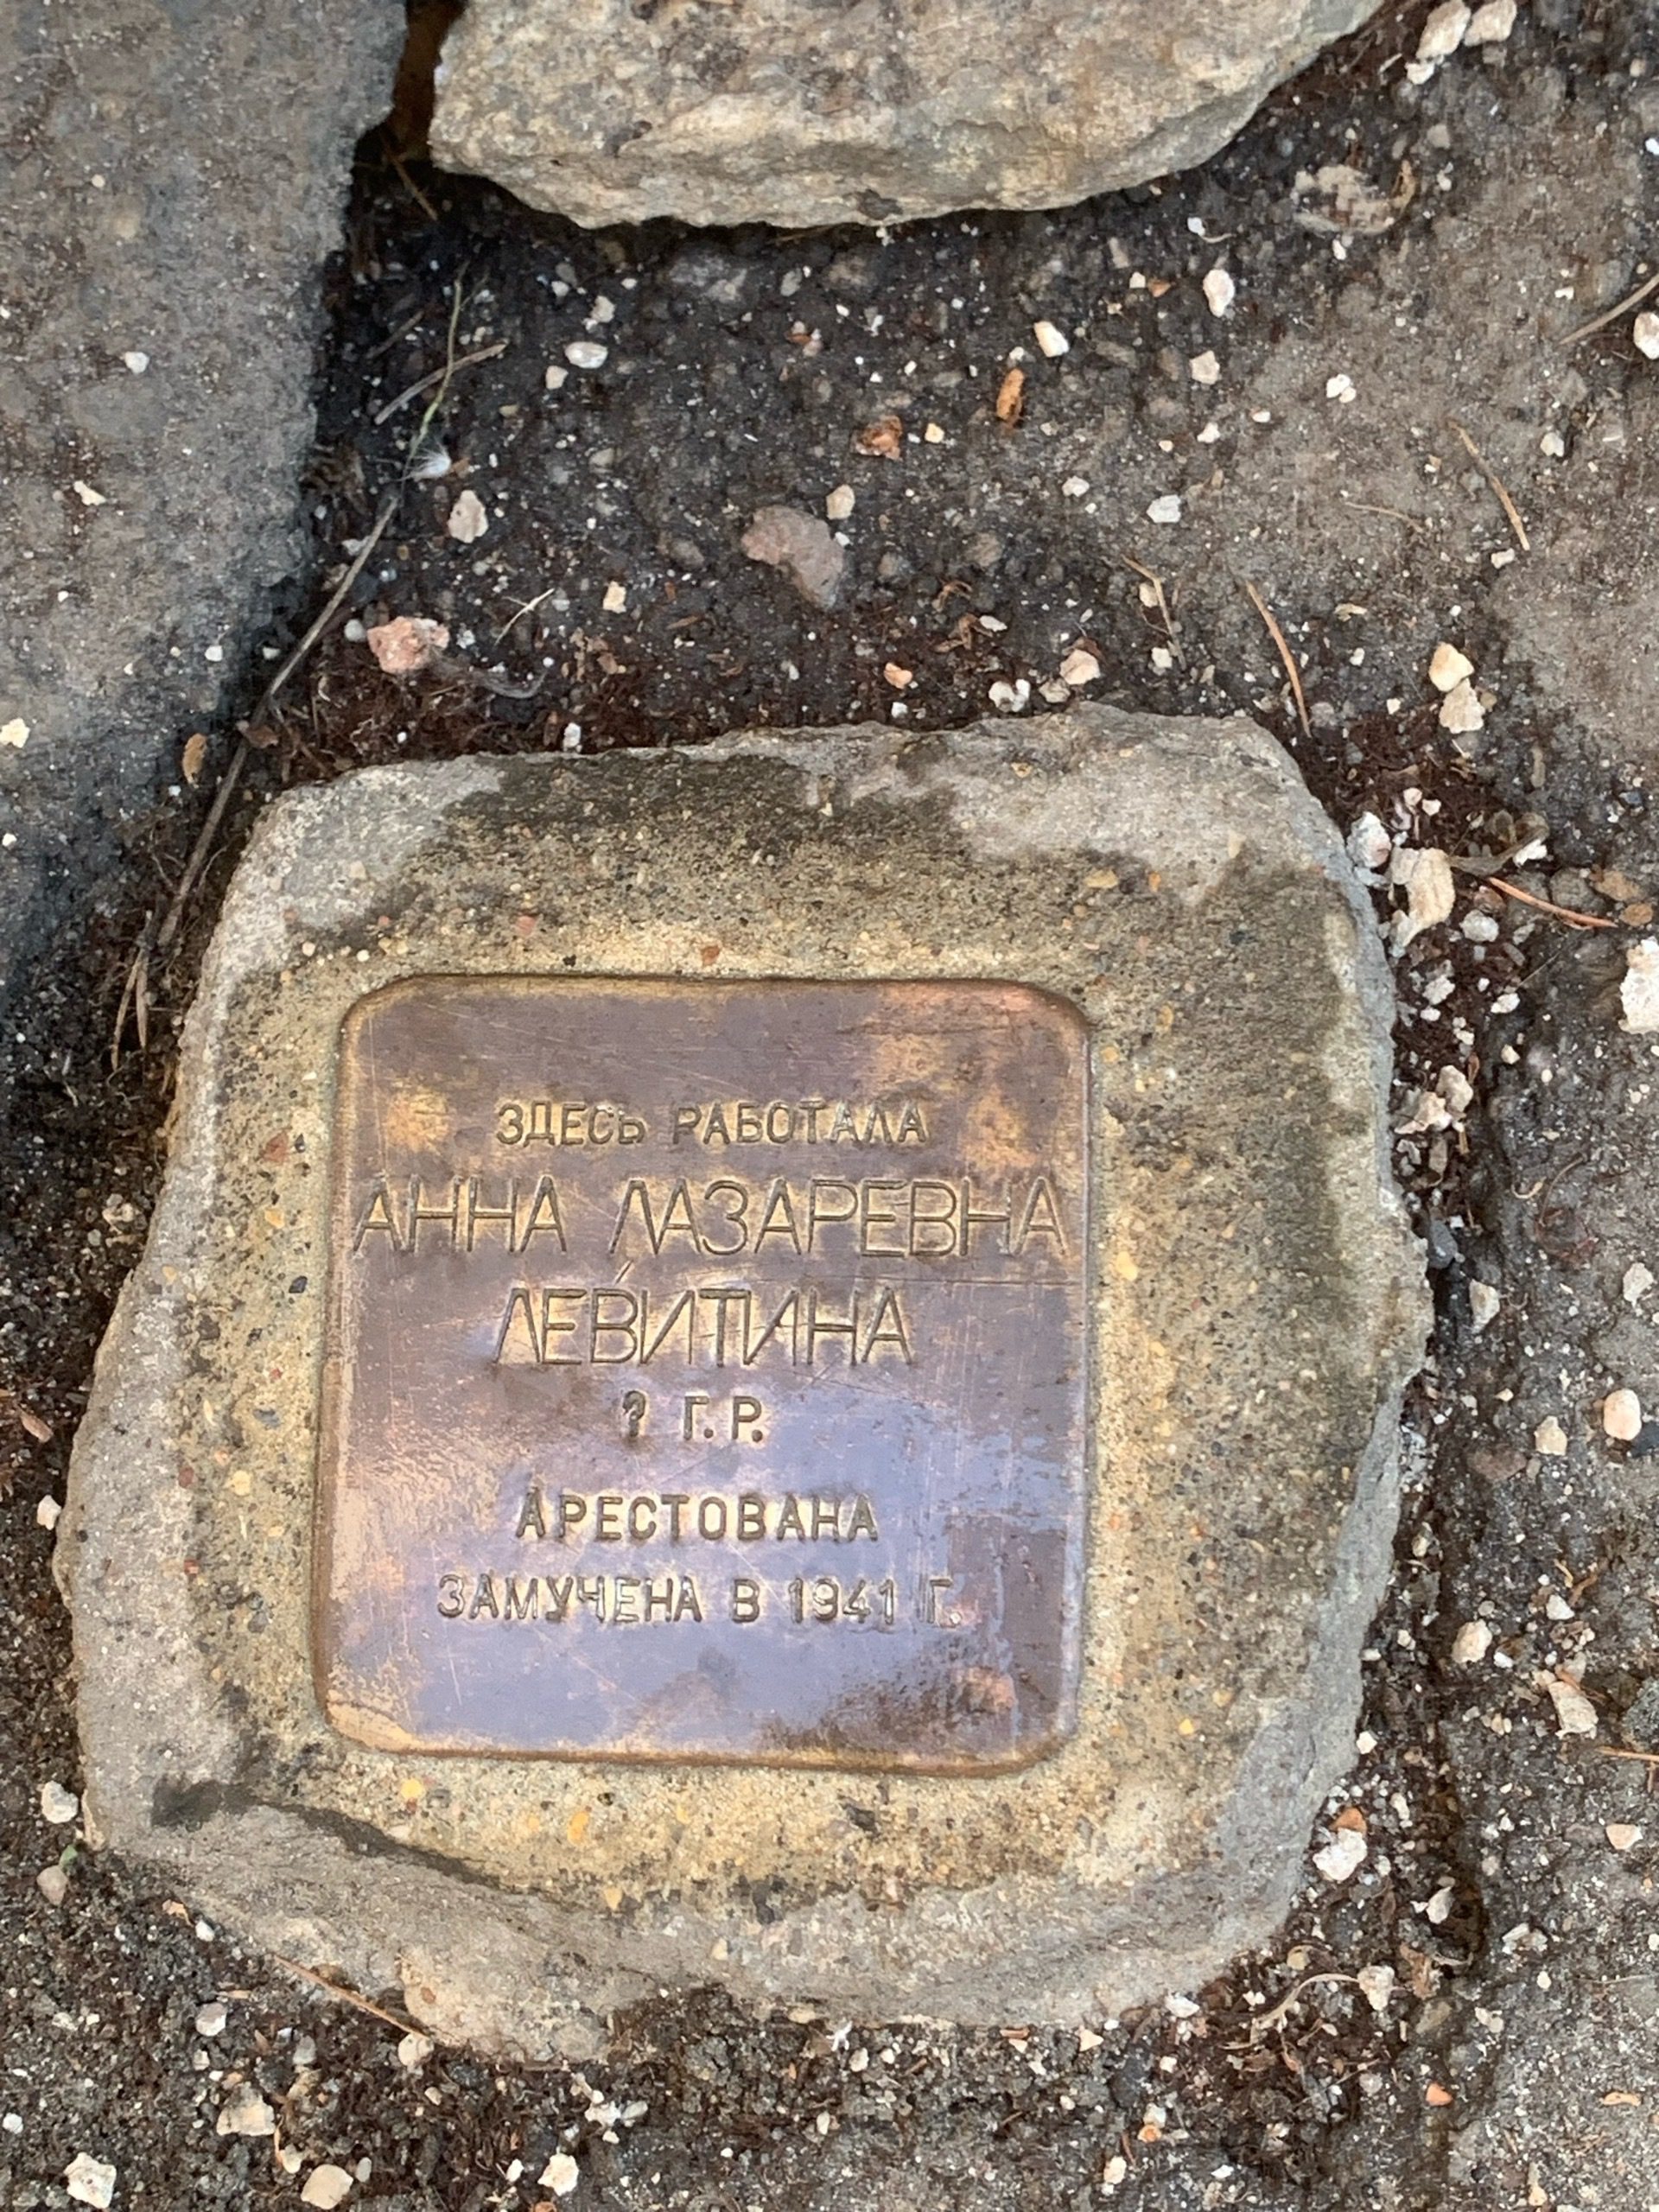 ЗДЕСЬ РАБОТАЛА
АННА ЛАЗАРЕВНА
ЛЕВИТИНА
? Г.Р.
АРЕСТОВАНА
ЗАМУЧЕНА В 1941 Г.